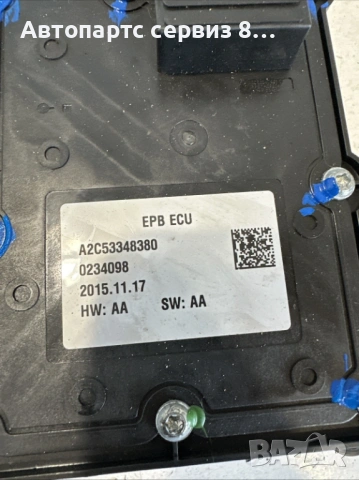 Автопартс сервиз 8...
EPB ECU
A2C53348380
0234098
2015.11.17
HW: AA SW: AA
BAZAR